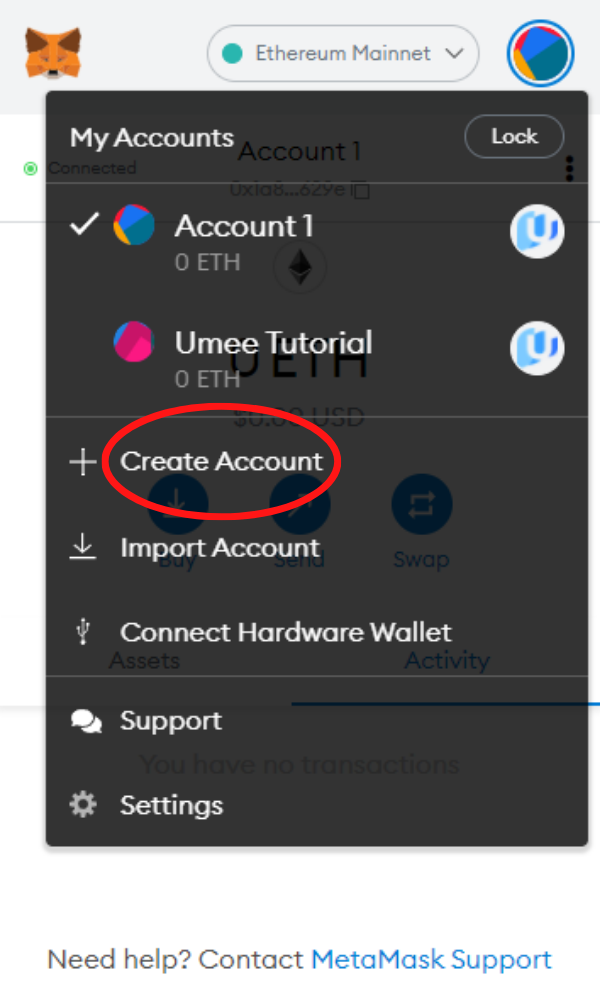 Ethereum Mainnet
My Accounts
Lock
Account 1
Connected
0x1a8...629e
Account 1
0 ETH
Umee Tutorial
0 ETH
0 ETH
$0.00 USD
Create Account
Import Account
Buy
Send
Swap
Connect Hardware Wallet
Assets
Activity
Support
You have no transactions
Settings
Need help? Contact MetaMask Support